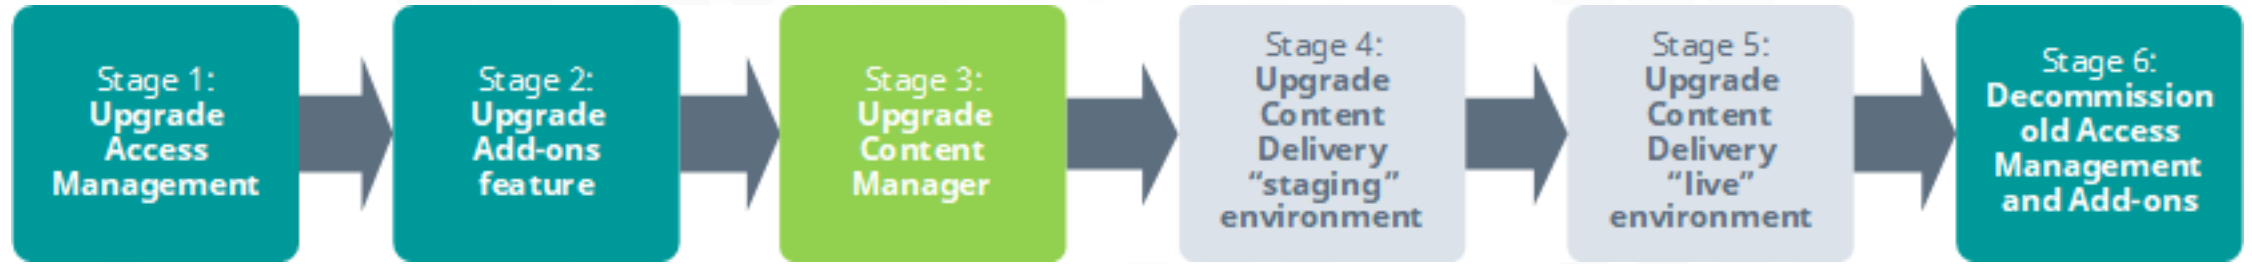 Stage 1:
Upgrade
Access
Management
Stage 2:
Upgrade
Add-ons
feature
Stage 3:
Upgrade
Content
Manager
Stage 4:
Upgrade
Content
Delivery
“staging”
environment
Stage 5:
Upgrade
Content
Delivery
“live”
environment
Stage 6:
Decommission
old Access
Management
and Add-ons